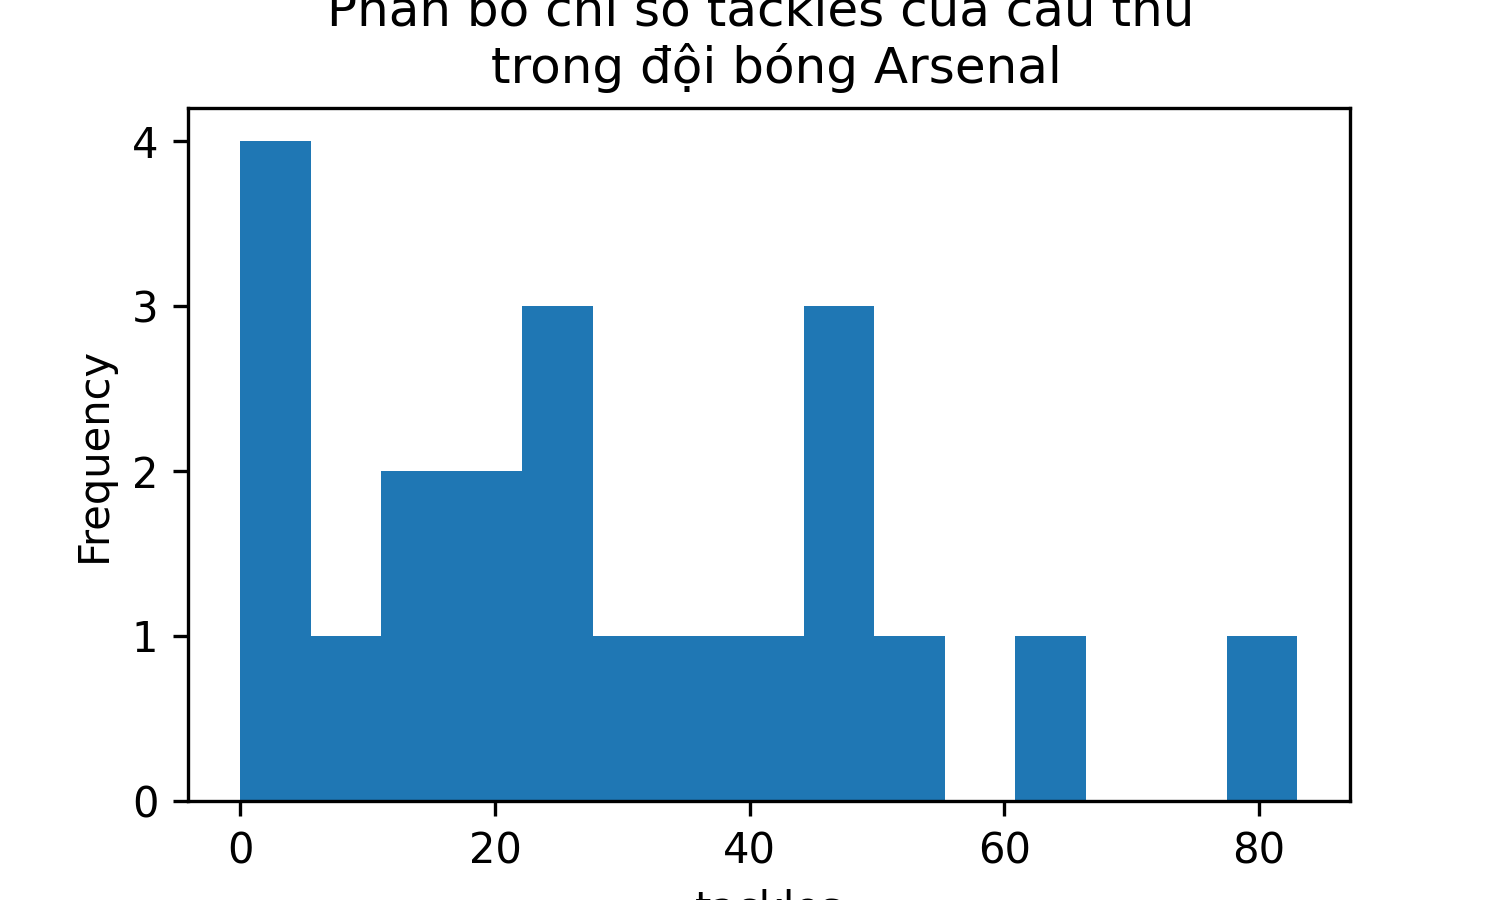 Phân bố chỉ số tackles của cầu thủ
trong đội bóng Arsenal
4
3
2
1
0
Frequency
0 20 40 60 80
tackles